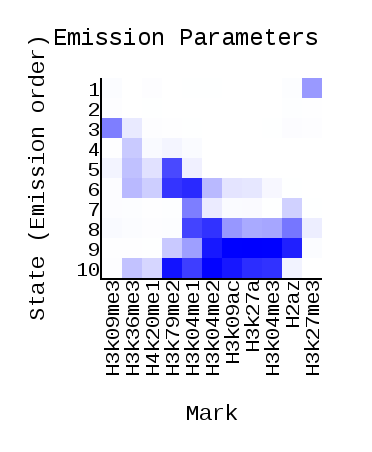 Emission Parameters
State (Emission order)
1
2
3
4
5
6
7
8
9
10
H3k09me3
H3k36me3
H4k20me1
H3k79me2
H3k04me1
H3k04me2
H3k09ac
H3k27a
H3k04me3
H2az
H3k27me3
Mark